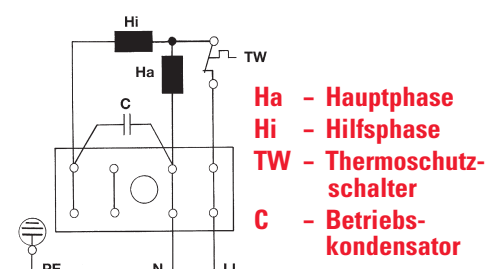 Hi
TW
Ha
C
Ha – Hauptphase
Hi – Hilfsphase
TW – Thermoschutz-
schalter
C – Betriebs-
kondensator
PE N